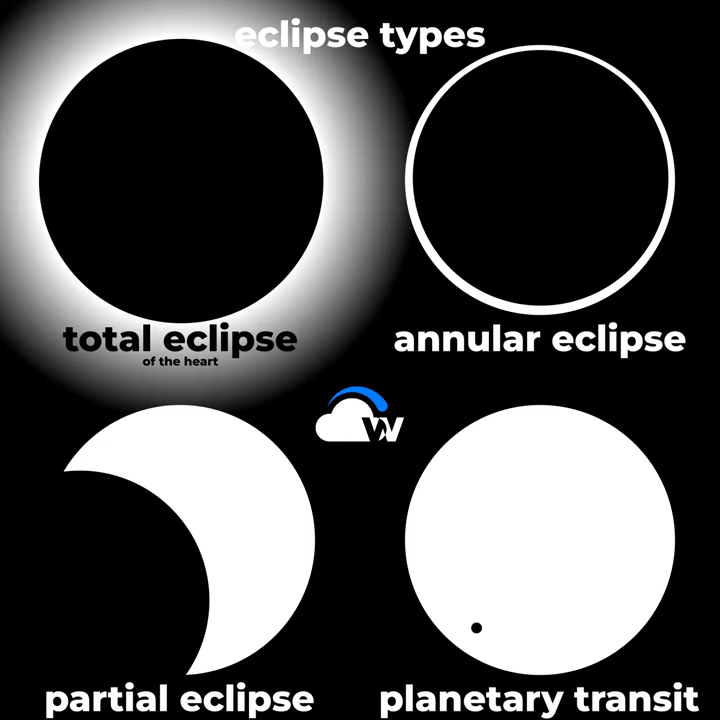 eclipse types
total eclipse
of the heart
annular eclipse
W
partial eclipse
planetary transit